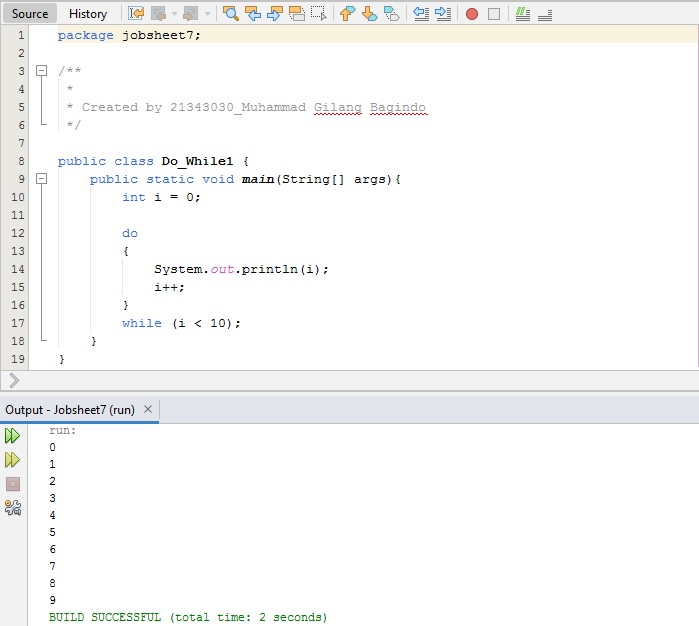 Source History
1 package jobsheet7;
2
3 /**
4 *
5 * Created by 21343030_Muhammad Gilang Bagindo
6 */
7
8 public class Do_While1 {
9 public static void main(String[] args){
10 int i = 0;
11
12 do
13 {
14 System.out.println(i);
15 i++;
16 }
17 while (i < 10);
18 }
19 }
Output - Jobsheet7 (run) ×
run:
0
1
2
3
4
5
6
7
8
9
BUILD SUCCESSFUL (total time: 2 seconds)